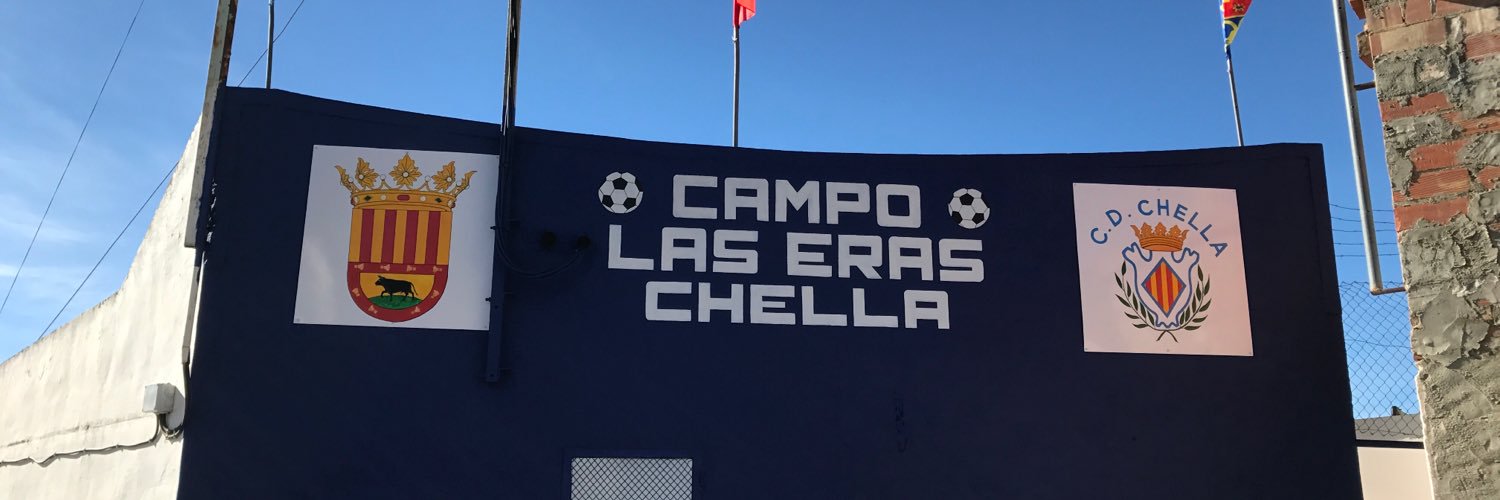 CAMPO
LAS ERAS
CHELLA
C.D. CHELLA